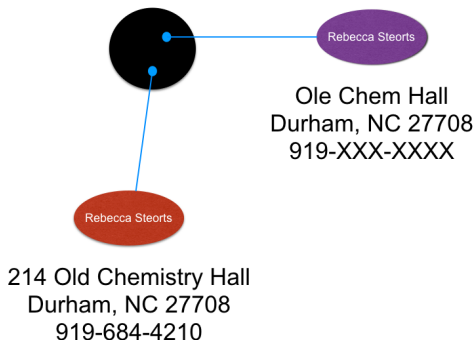 Rebecca Steorts
Ole Chem Hall
Durham, NC 27708
919-XXX-XXXX
Rebecca Steorts
214 Old Chemistry Hall
Durham, NC 27708
919-684-4210